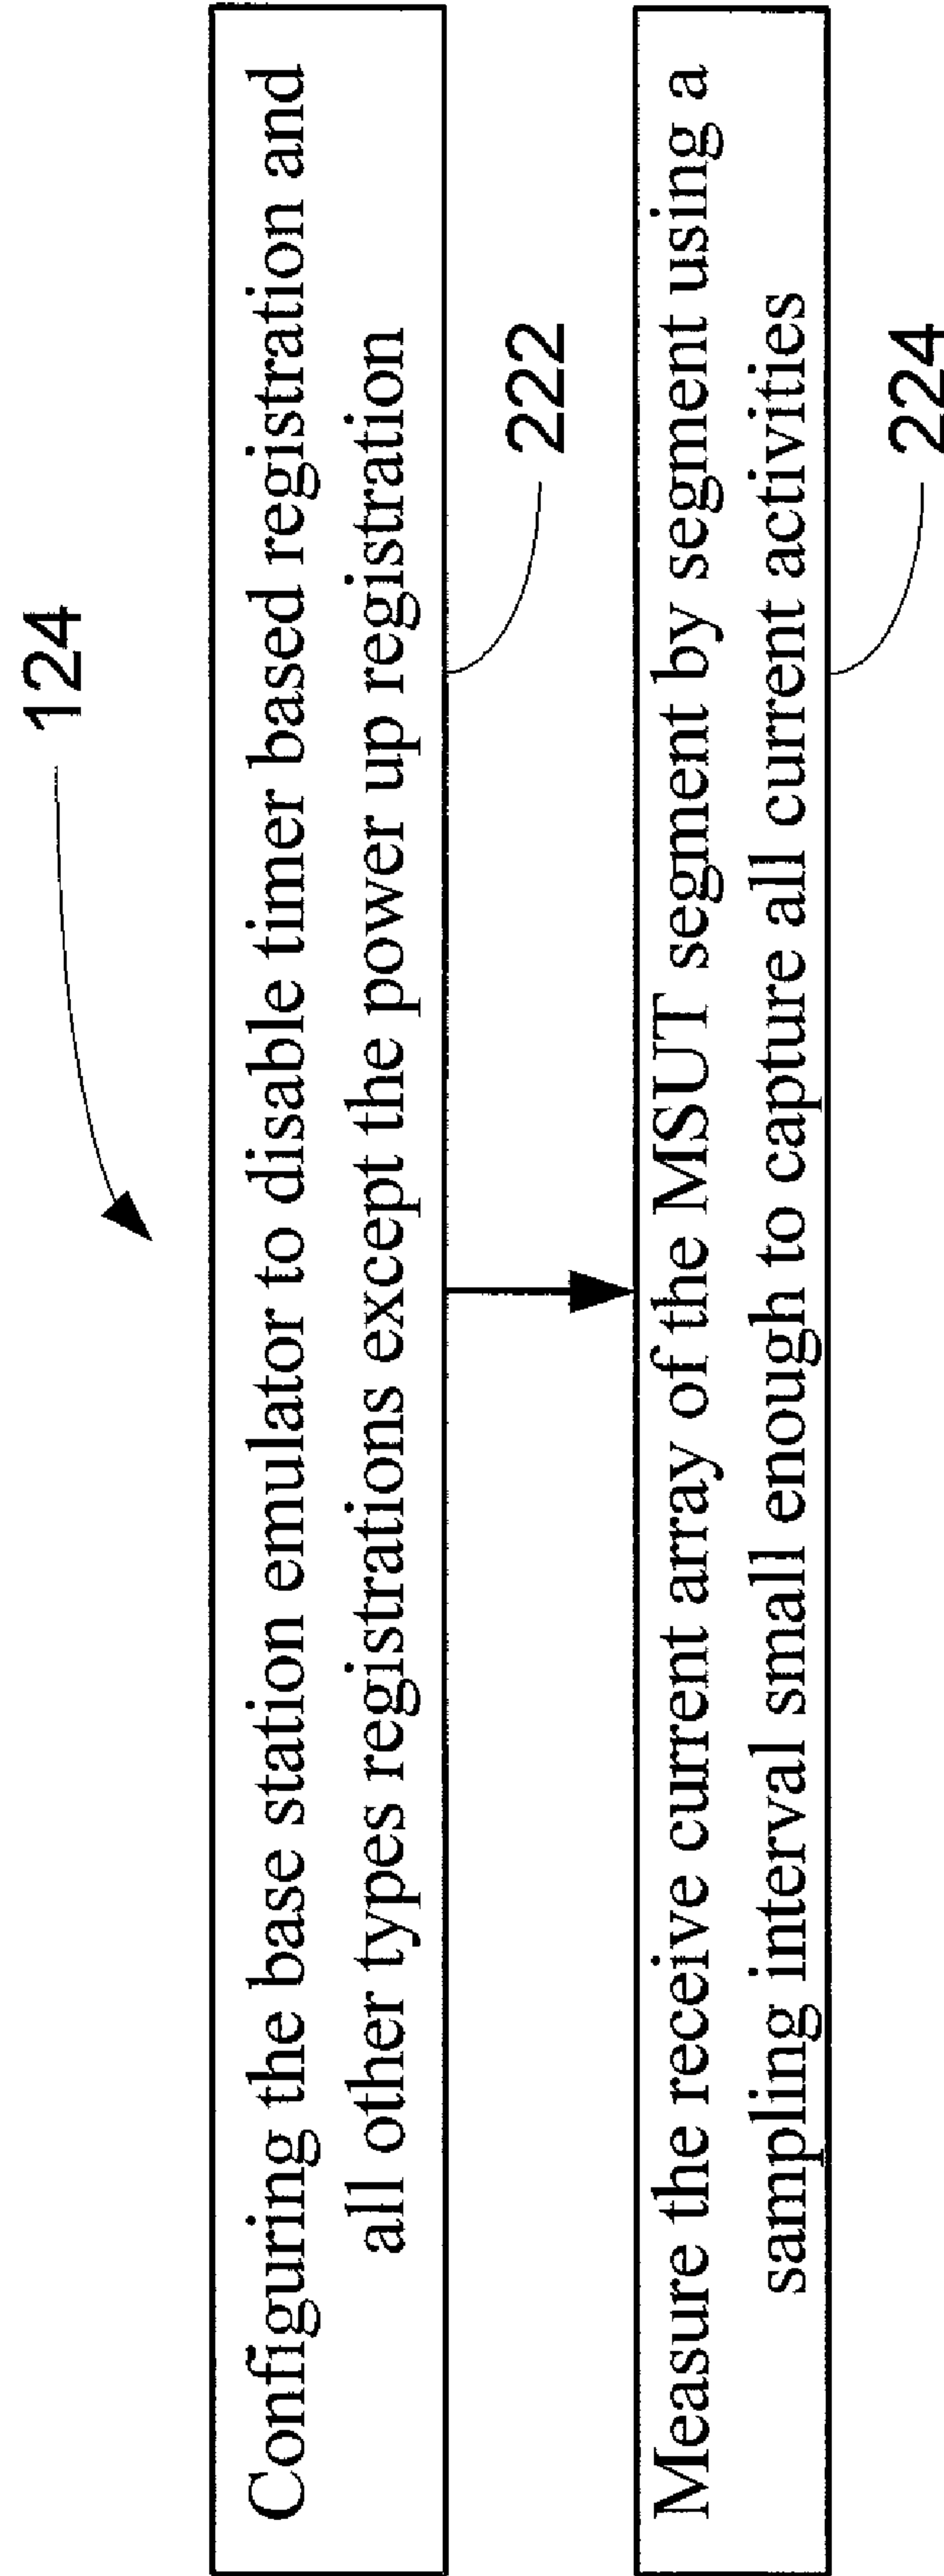 124
Configuring the base station emulator to disable timer based registration and
all other types registrations except the power up registration
222
Measure the receive current array of the MSUT segment by segment using a
sampling interval small enough to capture all current activities
224